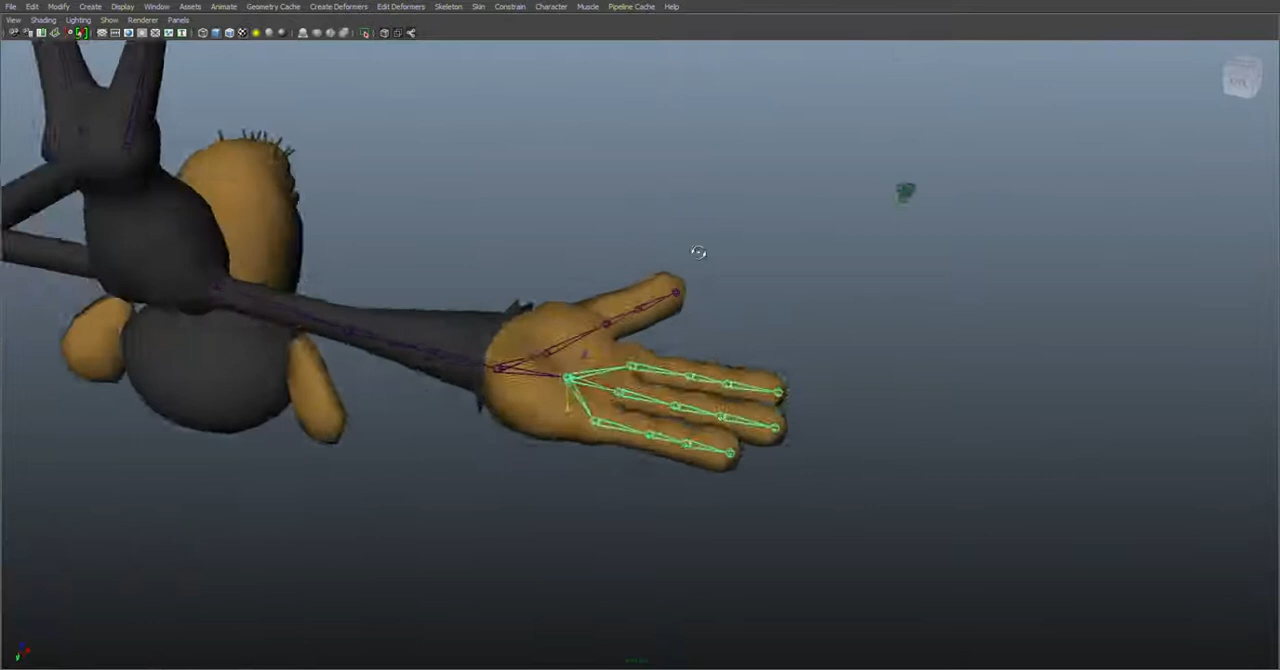 File Edit Modify Create Display Window Assets Animate Geometry Cache Create Deformers Edit Deformers Skeleton Skin Constrain Character Muscle Pipeline Cache Help
View Shading Lighting Show Renderer Panels